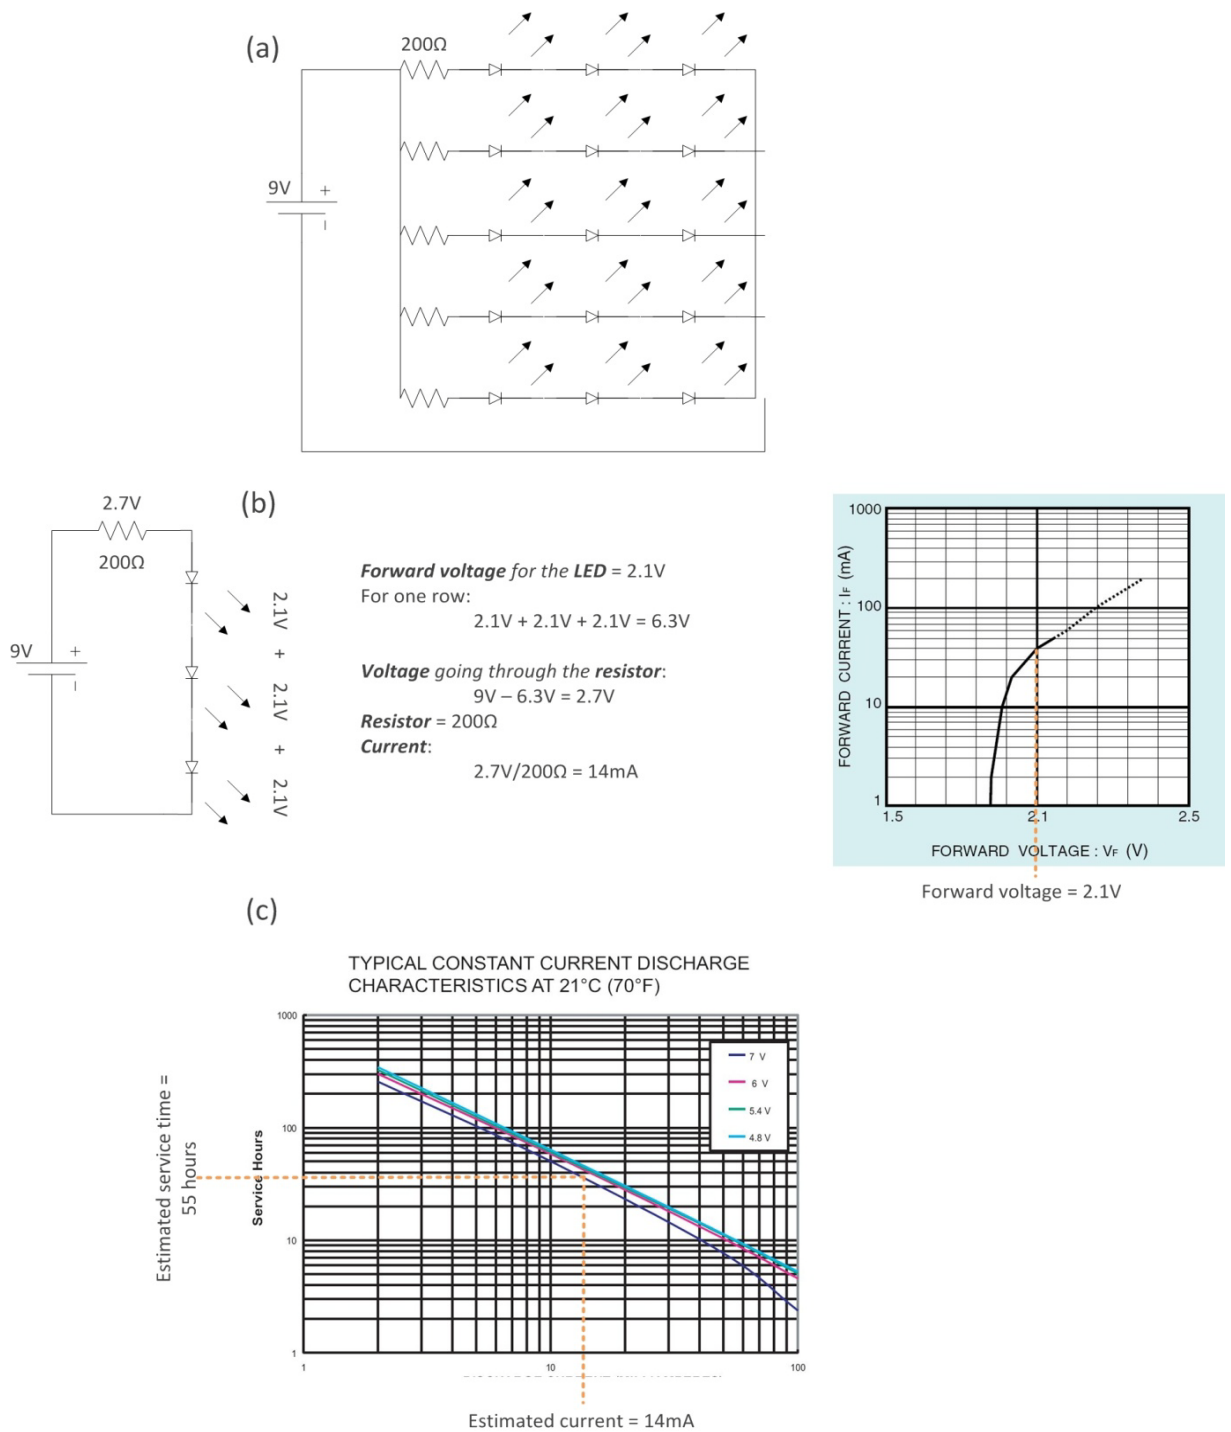 (a)
200Ω
9V
+
−
(b)
2.7V
200Ω
9V
+
−
2.1V + 2.1V + 2.1V
Forward voltage for the LED = 2.1V
For one row:
2.1V + 2.1V + 2.1V = 6.3V
Voltage going through the resistor:
9V – 6.3V = 2.7V
Resistor = 200Ω
Current:
2.7V/200Ω = 14mA
FORWARD CURRENT : IF (mA)
1000
100
10
1
1.5
2.1
2.5
FORWARD VOLTAGE : VF (V)
Forward voltage = 2.1V
(c)
TYPICAL CONSTANT CURRENT DISCHARGE
CHARACTERISTICS AT 21°C (70°F)
Estimated service time =
55 hours
Service Hours
1000
100
10
1
7 V
6 V
5.4 V
4.8 V
1
10
100
Estimated current = 14mA